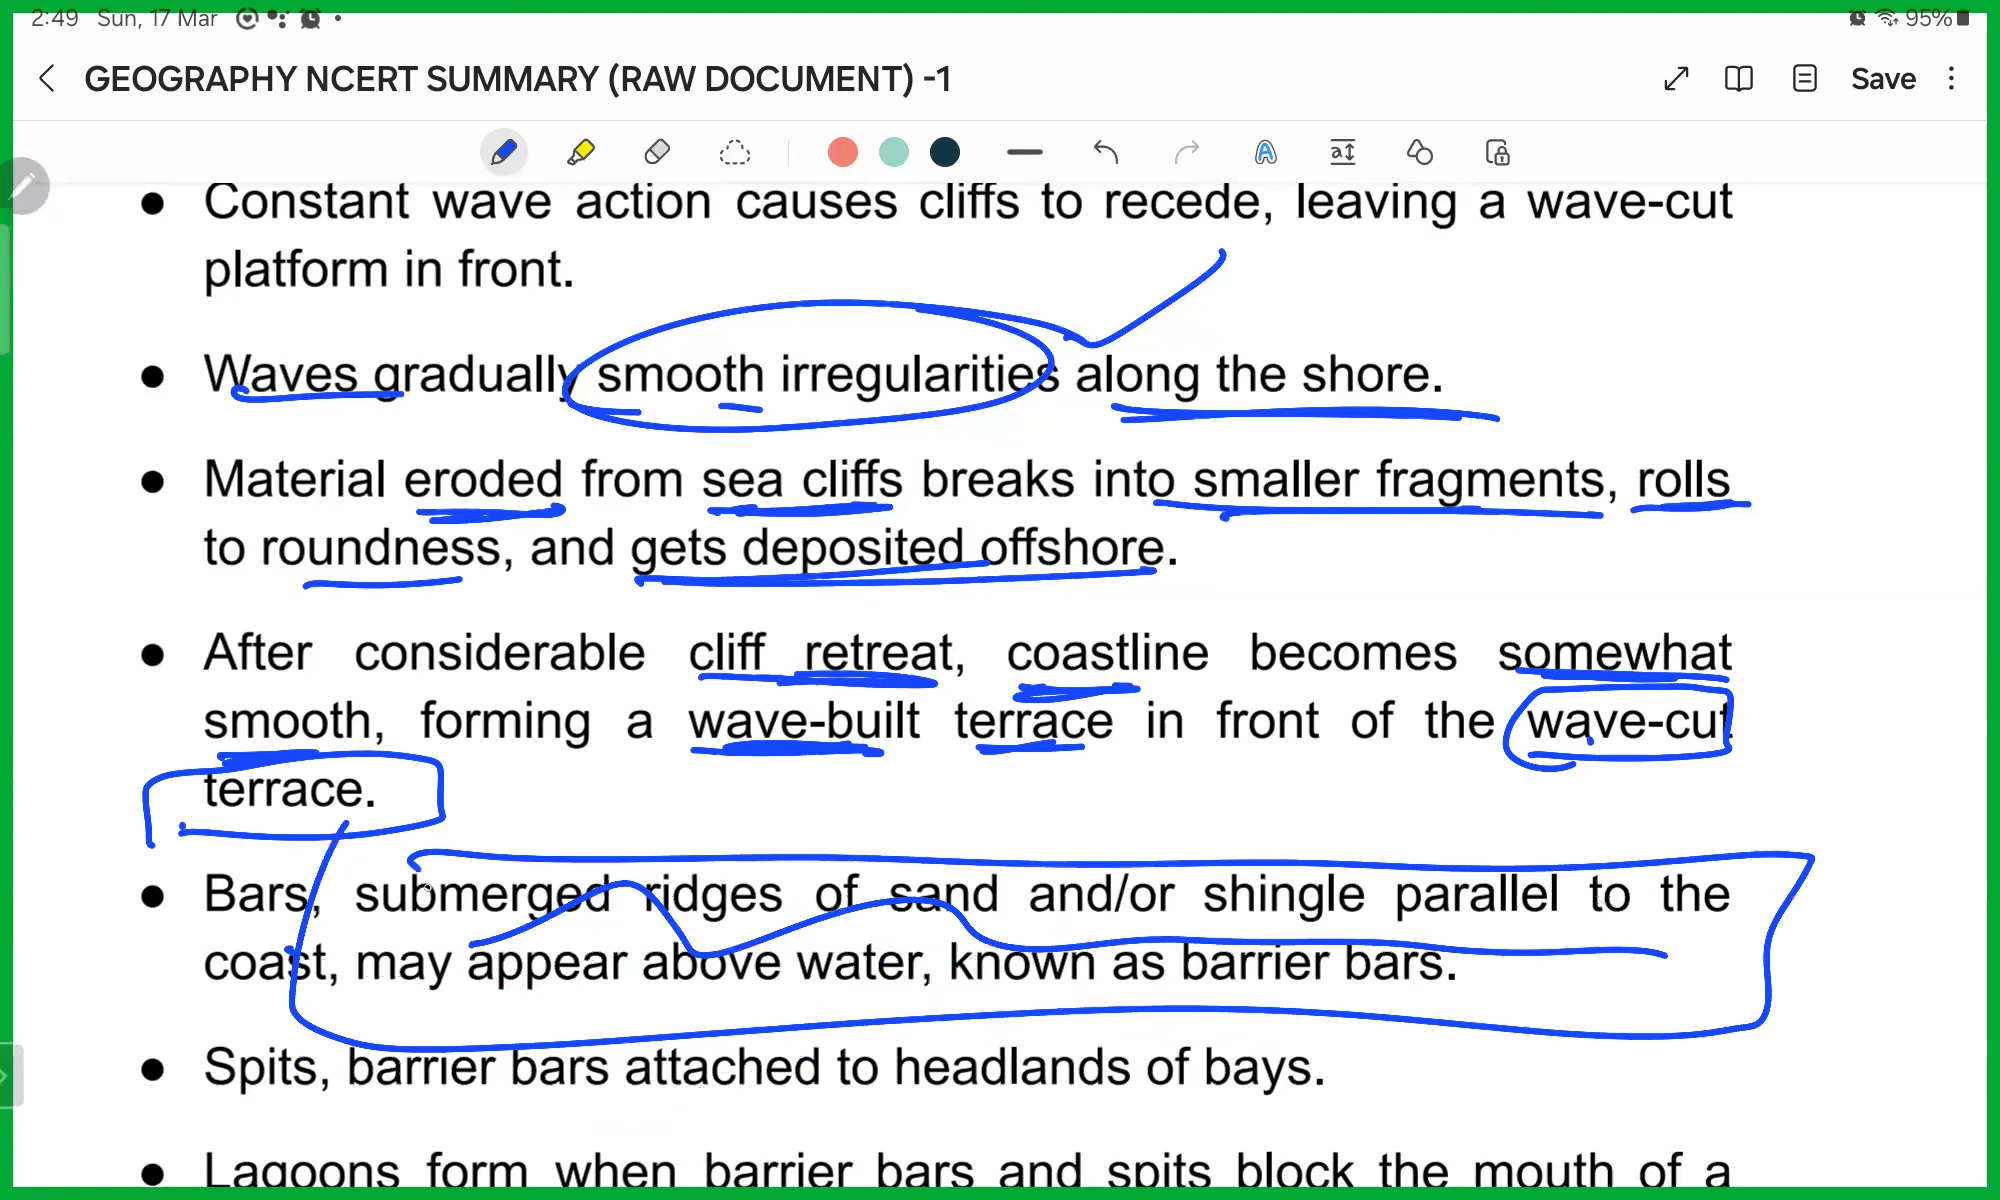 2:49 Sun, 17 Mar
95%
GEOGRAPHY NCERT SUMMARY (RAW DOCUMENT) -1
Save
● Constant wave action causes cliffs to recede, leaving a wave-cut
platform in front.
● Waves gradually smooth irregularities along the shore.
● Material eroded from sea cliffs breaks into smaller fragments, rolls
to roundness, and gets deposited offshore.
● After considerable cliff retreat, coastline becomes somewhat
smooth, forming a wave-built terrace in front of the wave-cut
terrace.
● Bars, submerged ridges of sand and/or shingle parallel to the
coast, may appear above water, known as barrier bars.
● Spits, barrier bars attached to headlands of bays.
● Lagoons form when barrier bars and spits block the mouth of a